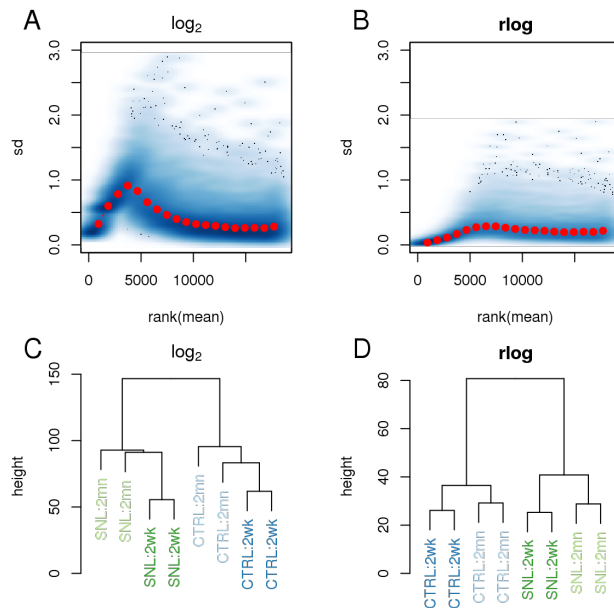 A
log2
B
rlog
3.0
2.0
1.0
0.0
sd
0
5000
10000
rank(mean)
3.0
2.0
1.0
0.0
sd
0
5000
10000
rank(mean)
C
log2
D
rlog
150
100
50
0
height
SNL:2mn
SNL:2mn
SNL:2wk
SNL:2wk
CTRL:2mn
CTRL:2mn
CTRL:2wk
CTRL:2wk
80
60
40
20
0
height
CTRL:2wk
CTRL:2wk
CTRL:2mn
CTRL:2mn
SNL:2wk
SNL:2wk
SNL:2mn
SNL:2mn